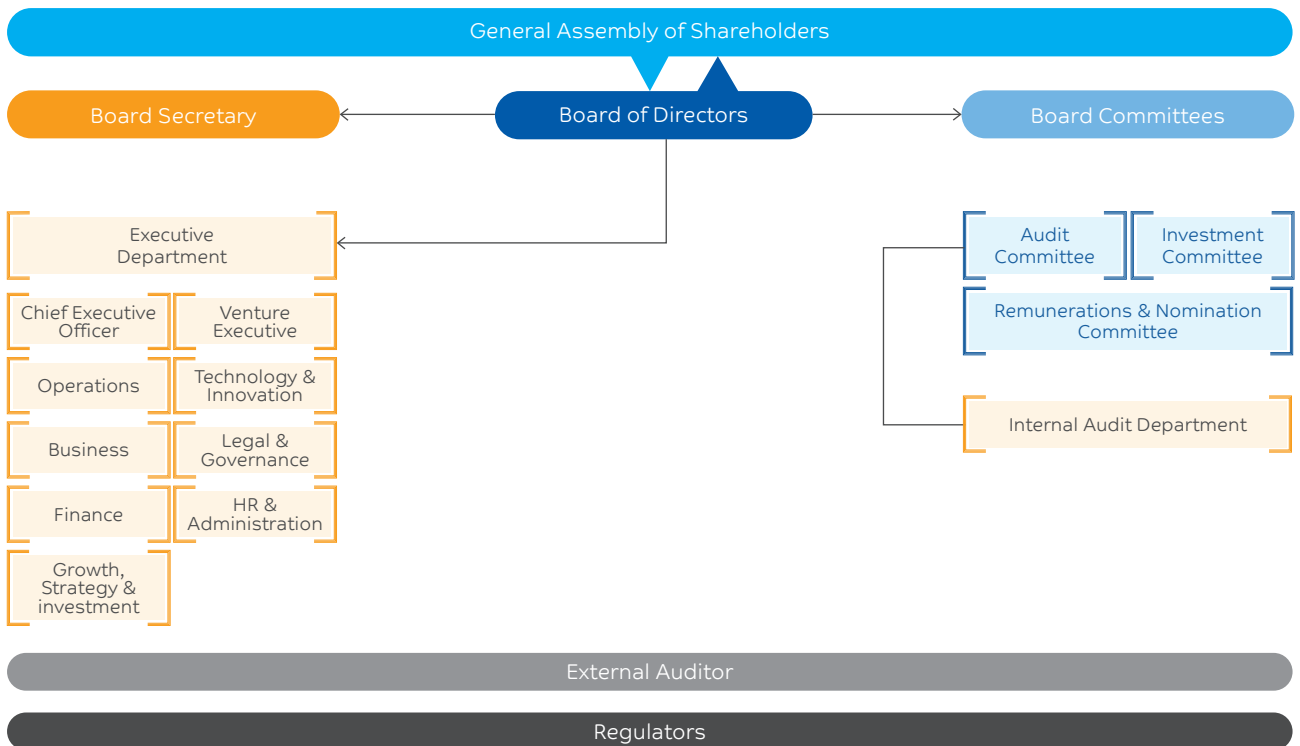 General Assembly of Shareholders
Board Secretary
Board of Directors
Board Committees
Executive
Department
Chief Executive
Officer
Venture
Executive
Operations
Technology &
Innovation
Business
Legal &
Governance
Finance
HR &
Administration
Growth,
Strategy &
investment
Audit
Committee
Investment
Committee
Remunerations & Nomination
Committee
Internal Audit Department
External Auditor
Regulators